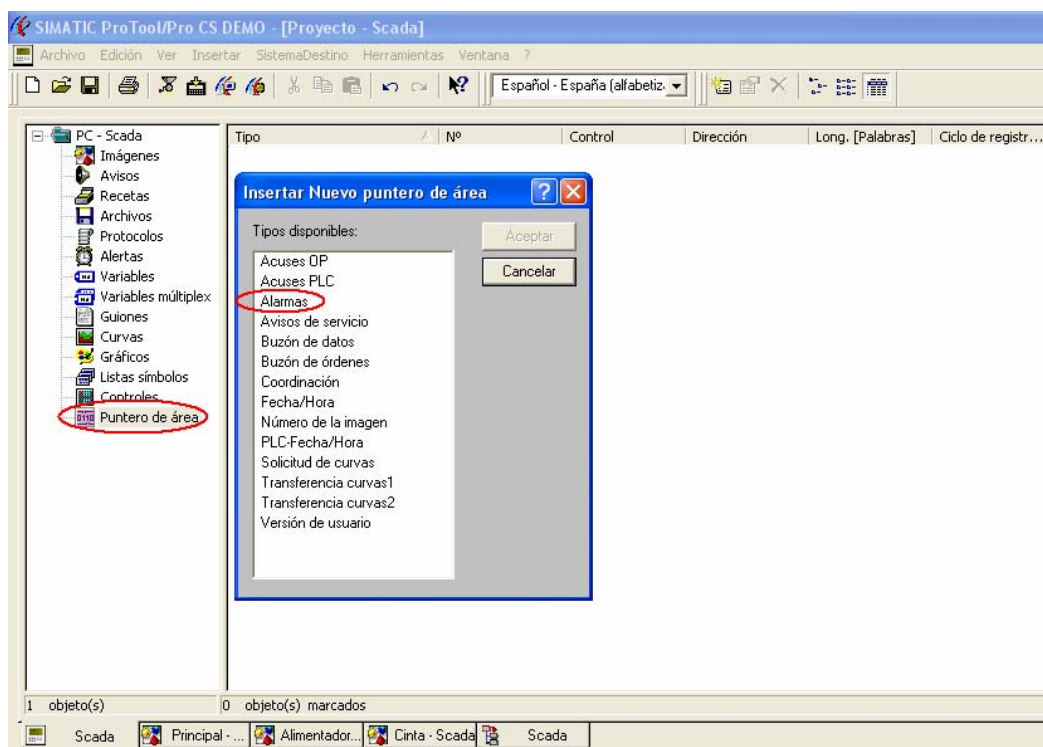 SIMATIC ProTool/Pro CS DEMO - [Proyecto - Scada]
Archivo Edición Ver Insertar SistemaDestino Herramientas Ventana ?
Español - España (alfabetiz.
PC - Scada
Imágenes
Avisos
Recetas
Archivos
Protocolos
Alertas
Variables
Variables múltiplex
Guiones
Curvas
Gráficos
Listas símbolos
Controles
Puntero de área
Tipo Nº Control Dirección Long. [Palabras] Ciclo de registr...
Insertar Nuevo puntero de área
Tipos disponibles:
Acuses OP
Acuses PLC
Alarmas
Avisos de servicio
Buzón de datos
Buzón de órdenes
Coordinación
Fecha/Hora
Número de la imagen
PLC-Fecha/Hora
Solicitud de curvas
Transferencia curvas1
Transferencia curvas2
Versión de usuario
Aceptar
Cancelar
1 objeto(s) 0 objeto(s) marcados
Scada Principal - ... Alimentador... Cinta - Scada Scada